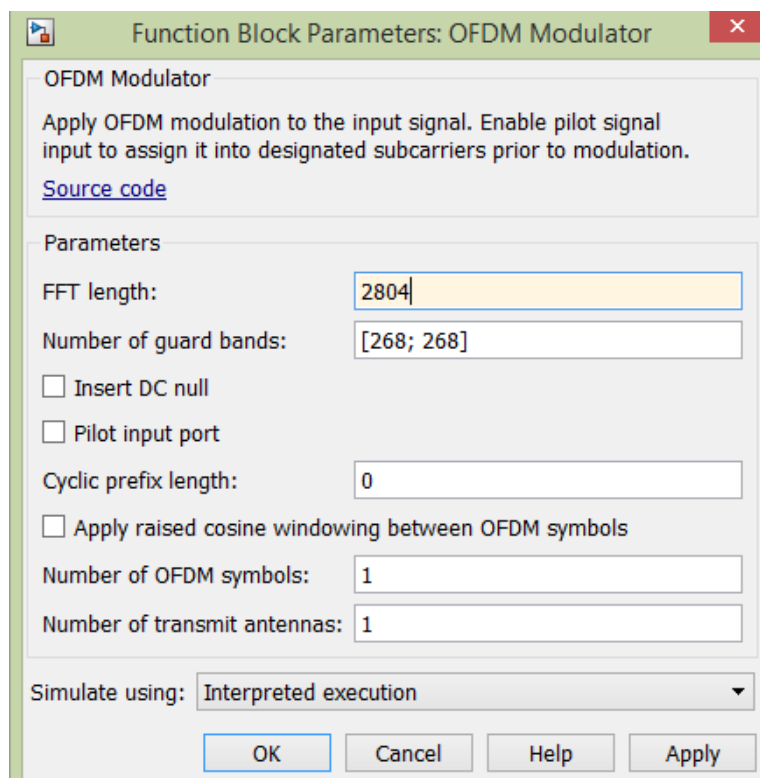 Function Block Parameters: OFDM Modulator
OFDM Modulator
Apply OFDM modulation to the input signal. Enable pilot signal
input to assign it into designated subcarriers prior to modulation.
Source code
Parameters
FFT length: 2804
Number of guard bands: [268; 268]
Insert DC null
Pilot input port
Cyclic prefix length: 0
Apply raised cosine windowing between OFDM symbols
Number of OFDM symbols: 1
Number of transmit antennas: 1
Simulate using: Interpreted execution
OK Cancel Help Apply